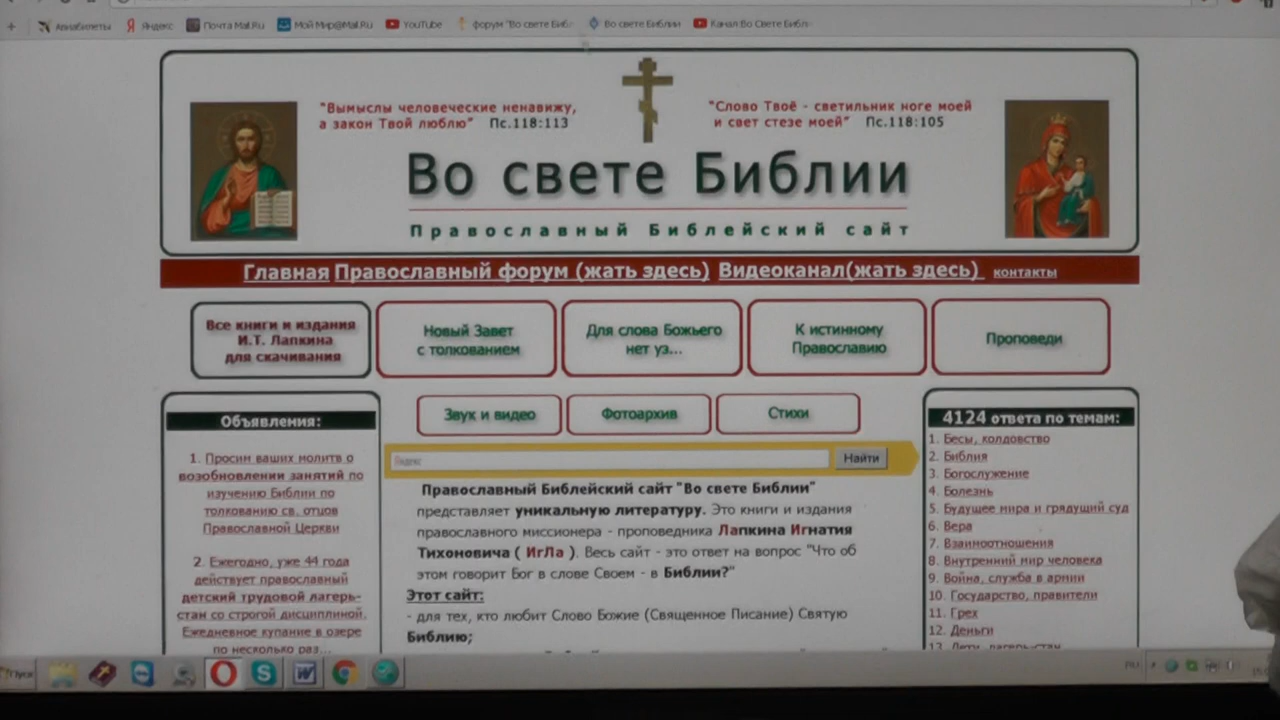 Авиабилеты Яндекс Почта Mail.Ru Мой Мир@Mail.Ru YouTube форум "Во свете Биб Во свете Библии Канал Во Свете Библ
"Вымыслы человеческие ненавижу,
а закон Твой люблю" Пс.118:113
"Слово Твоё - светильник ноге моей
и свет стезе моей" Пс.118:105
Во свете Библии
Православный Библейский сайт
Главная Православный форум (жать здесь) Видеоканал(жать здесь) контакты
Все книги и издания
И.Т. Лапкина
для скачивания
Новый Завет
с толкованием
Для слова Божьего
нет уз...
К истинному
Православию
Проповеди
Объявления:
1. Просим ваших молитв о
возобновлении занятий по
изучению Библии по
толкованию св. отцов
Православной Церкви
2. Ежегодно, уже 44 года
действует православный
детский трудовой лагерь-
стан со строгой дисциплиной.
Ежедневное купание в озере
по несколько раз...
Звук и видео
Фотоархив
Стихи
Яндекс
Найти
Православный Библейский сайт "Во свете Библии"
представляет уникальную литературу. Это книги и издания
православного миссионера - проповедника Лапкина Игнатия
Тихоновича ( ИгЛа ). Весь сайт - это ответ на вопрос "Что об
этом говорит Бог в слове Своем - в Библии?"
Этот сайт:
- для тех, кто любит Слово Божие (Священное Писание) Святую
Библию;
4124 ответа по темам:
1. Бесы, колдовство
2. Библия
3. Богослужение
4. Болезнь
5. Будущее мира и грядущий суд
6. Вера
7. Взаимоотношения
8. Внутренний мир человека
9. Война, служба в армии
10. Государство, правители
11. Грех
12. Деньги
13. Дети, лагерь-стан
Пуск
RU